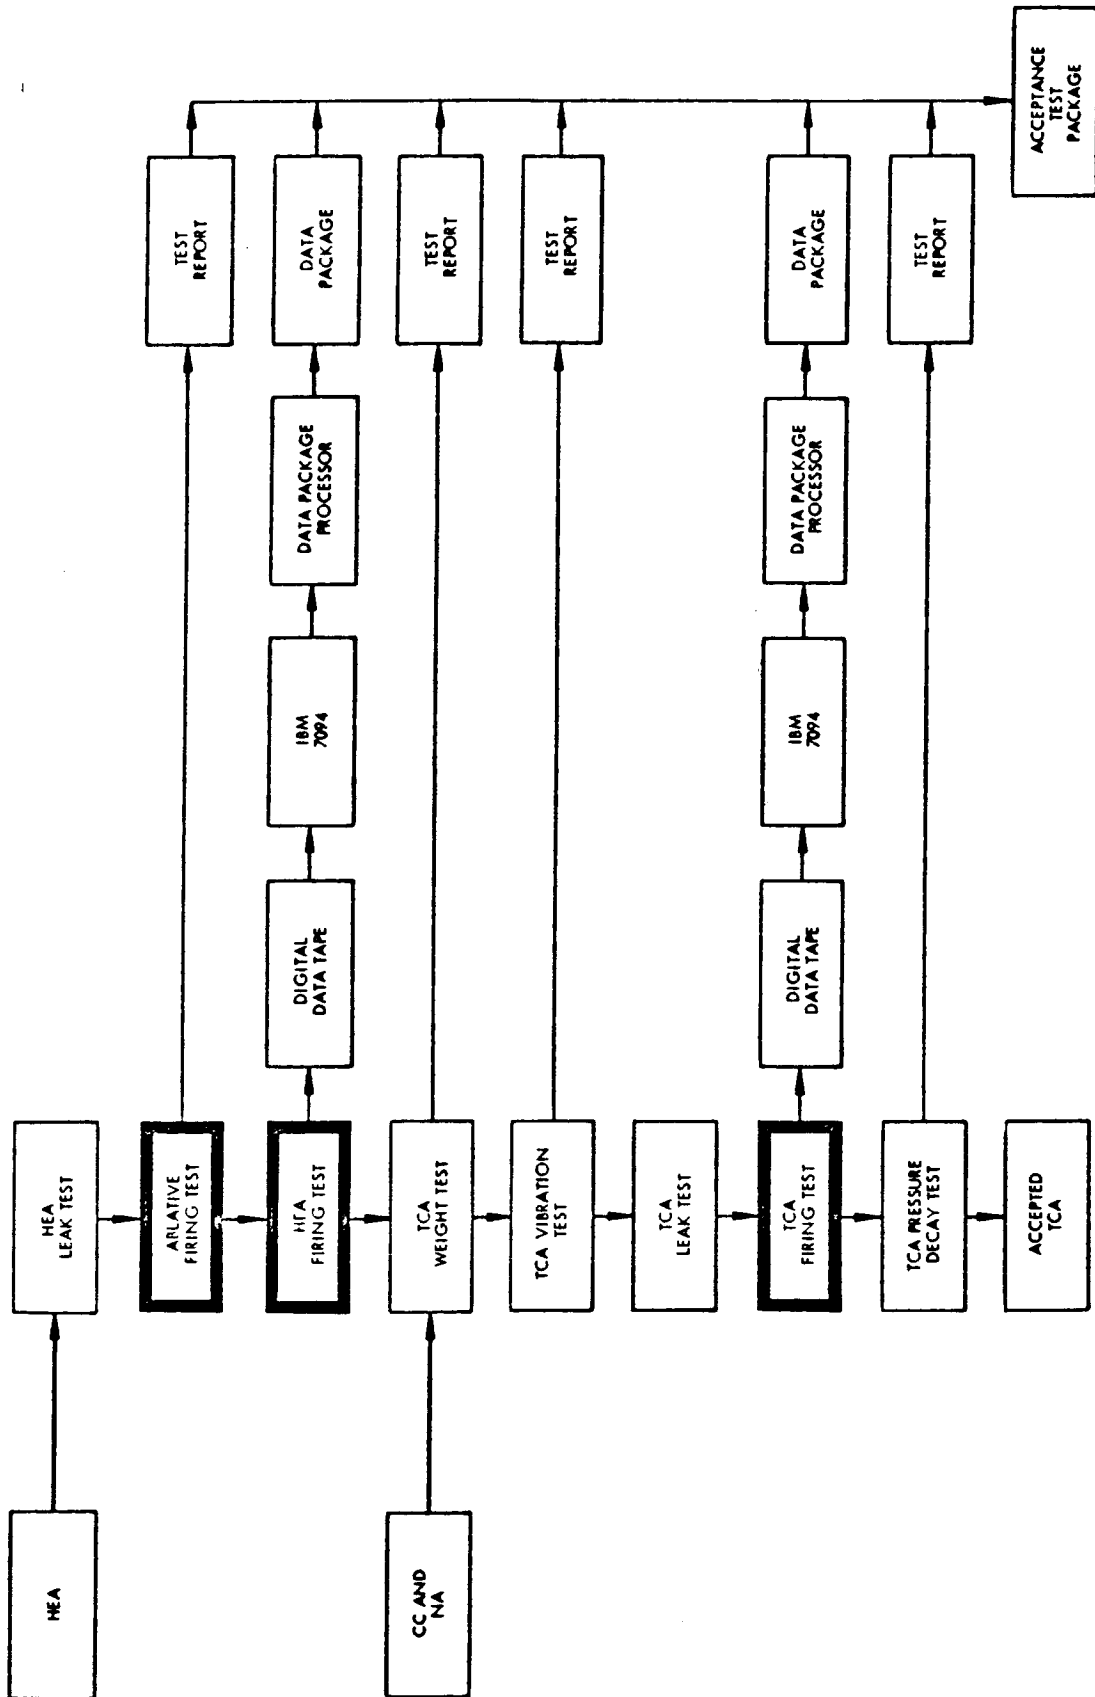 HEA
HEA
LEAK TEST
ABLATIVE
FIRING TEST
TEST
REPORT
HEA
FIRING TEST
DIGITAL
DATA TAPE
IBM
7094
DATA PACKAGE
PROCESSOR
DATA
PACKAGE
CC AND
NA
TCA
WEIGHT TEST
TEST
REPORT
TCA VIBRATION
TEST
TEST
REPORT
TCA
LEAK TEST
TCA
FIRING TEST
DIGITAL
DATA TAPE
IBM
7094
DATA PACKAGE
PROCESSOR
DATA
PACKAGE
TCA PRESSURE
DECAY TEST
TEST
REPORT
ACCEPTED
TCA
ACCEPTANCE
TEST
PACKAGE